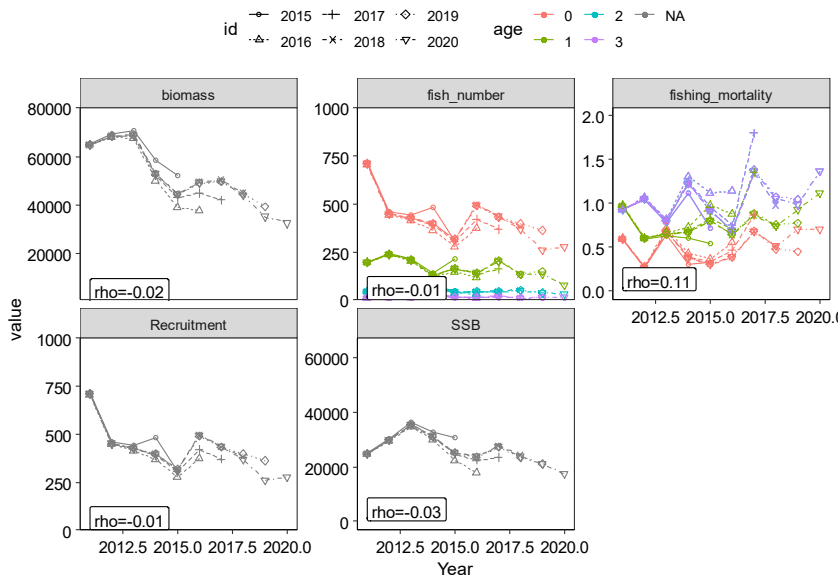 id 2015 2017 2019 age 0 2 NA
2016 2018 2020 1 3
biomass fish_number fishing_mortality
80000 1000 2.0
60000 750 1.5
40000 500 1.0
20000 250 0.5
0 0.0
rho=-0.02 rho=-0.01 rho=0.11
2012.5 2015.0 2017.5 2020.0
value
Recruitment SSB
1000 60000
750 40000
500 20000
250 0
0
rho=-0.01 rho=-0.03
2012.5 2015.0 2017.5 2020.0 2012.5 2015.0 2017.5 2020.0
Year